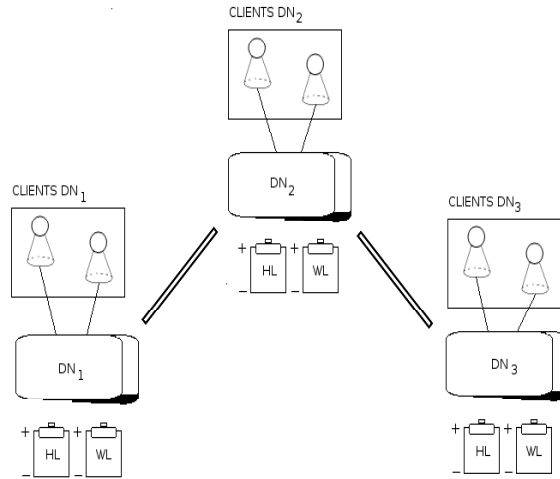 CLIENTS DN2
DN2
+ HL + WL
− −
CLIENTS DN1
DN1
+ HL + WL
− −
CLIENTS DN3
DN3
+ HL + WL
− −